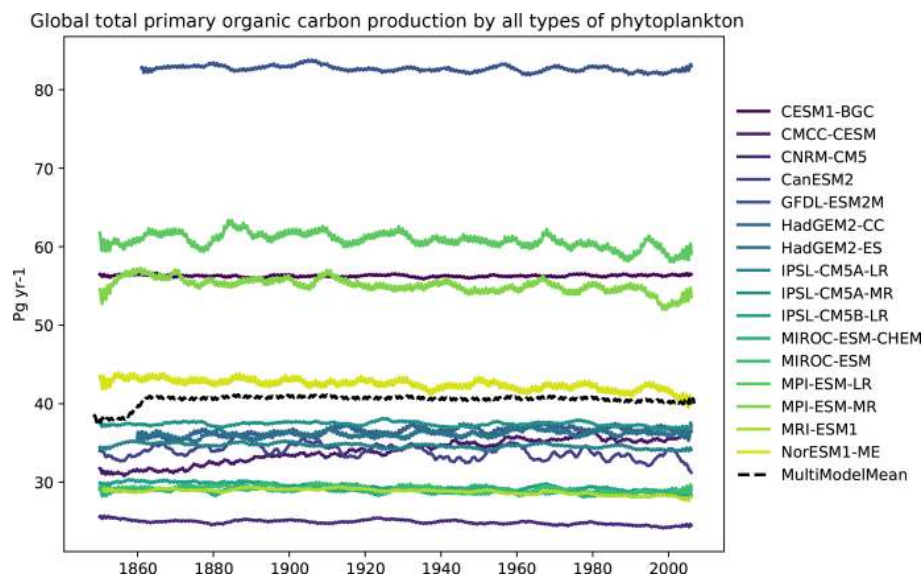 Global total primary organic carbon production by all types of phytoplankton
80
70
60
50
40
30
Pg yr-1
1860
1880
1900
1920
1940
1960
1980
2000
CESM1-BGC
CMCC-CESM
CNRM-CM5
CanESM2
GFDL-ESM2M
HadGEM2-CC
HadGEM2-ES
IPSL-CM5A-LR
IPSL-CM5A-MR
IPSL-CM5B-LR
MIROC-ESM-CHEM
MIROC-ESM
MPI-ESM-LR
MPI-ESM-MR
MRI-ESM1
NorESM1-ME
MultiModelMean